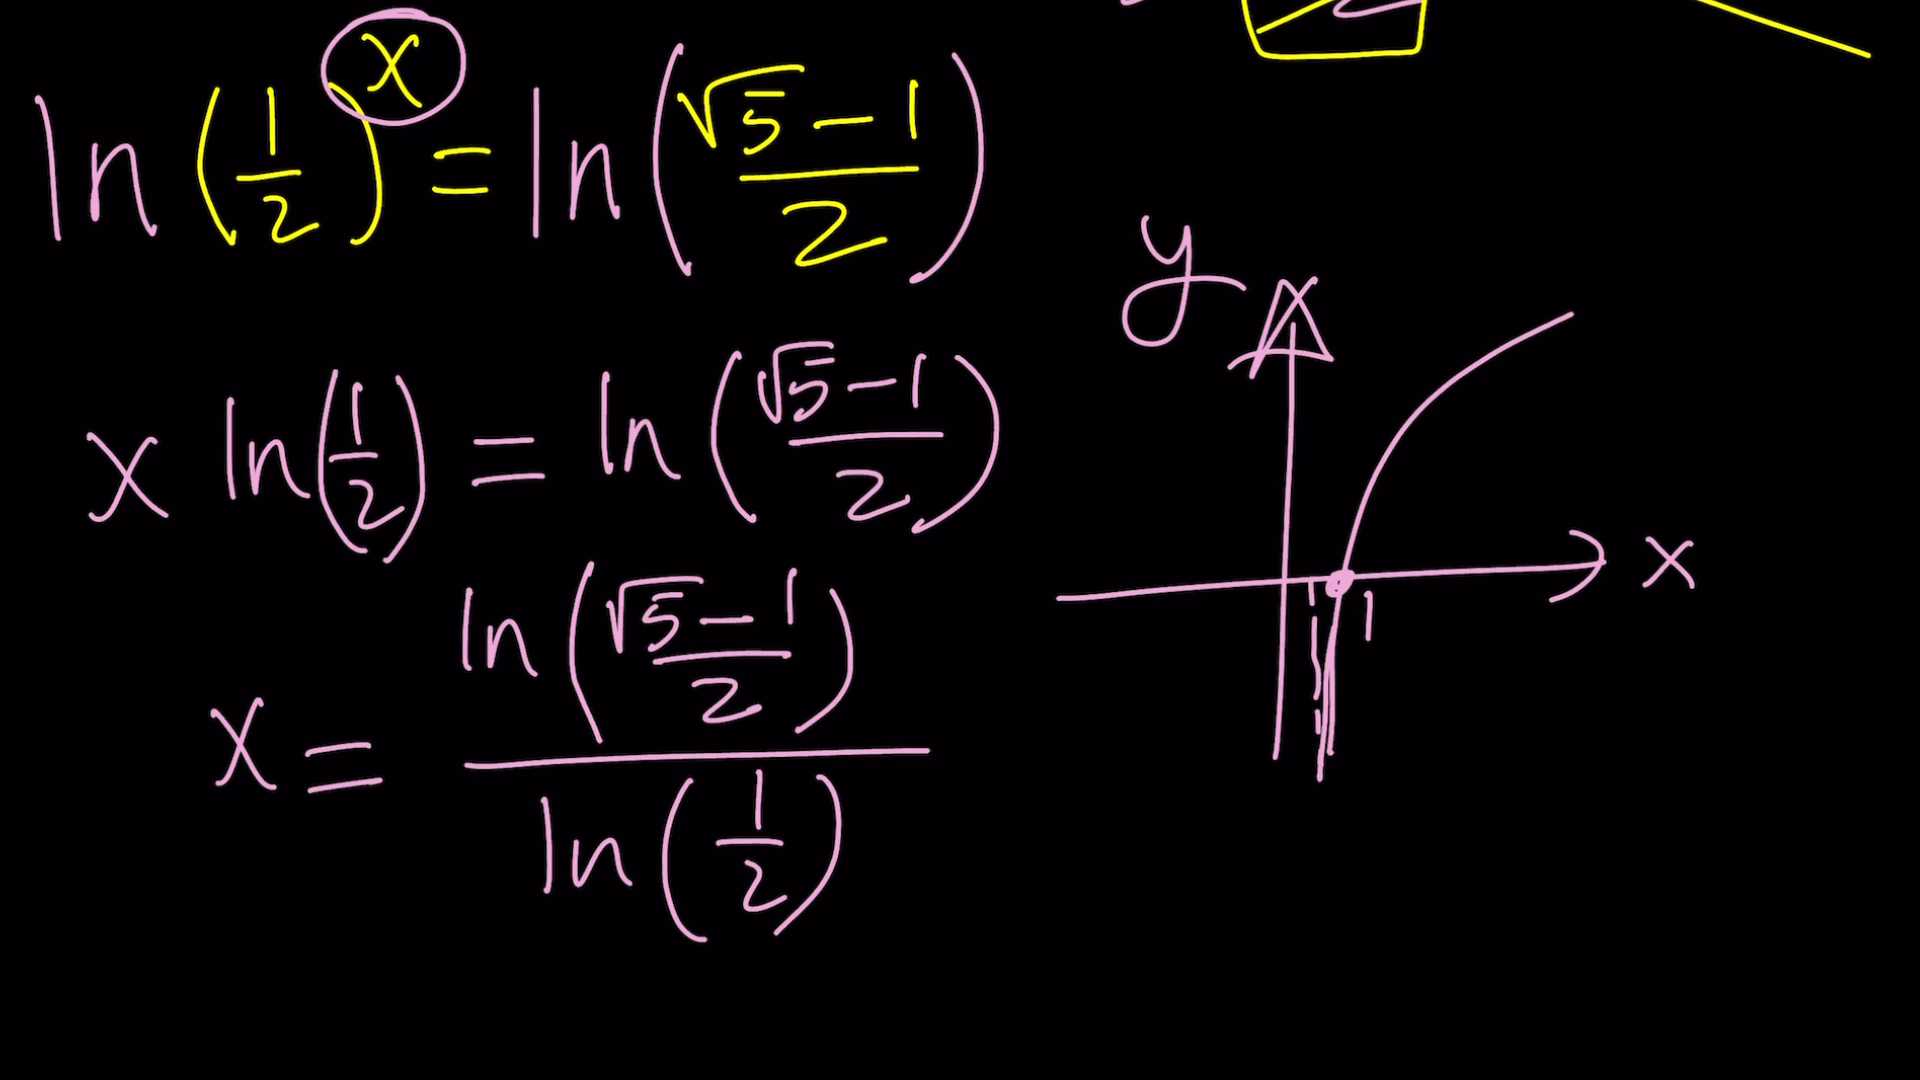 ln(1/2)^x = ln((√5 − 1)/2)
x ln(1/2) = ln((√5 − 1)/2)
x = ln((√5 − 1)/2) / ln(1/2)
y
x
1